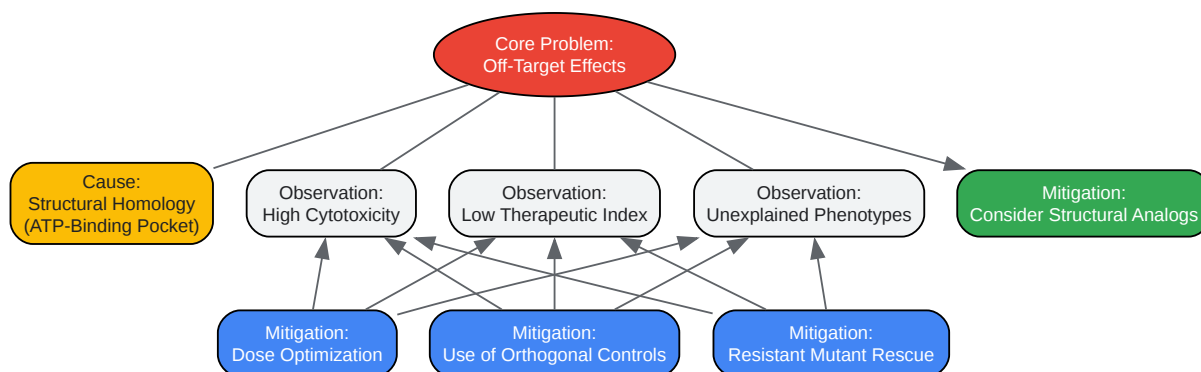 Core Problem:
Off-Target Effects
Cause:
Structural Homology
(ATP-Binding Pocket)
Observation:
High Cytotoxicity
Observation:
Low Therapeutic Index
Observation:
Unexplained Phenotypes
Mitigation:
Consider Structural Analogs
Mitigation:
Dose Optimization
Mitigation:
Use of Orthogonal Controls
Mitigation:
Resistant Mutant Rescue